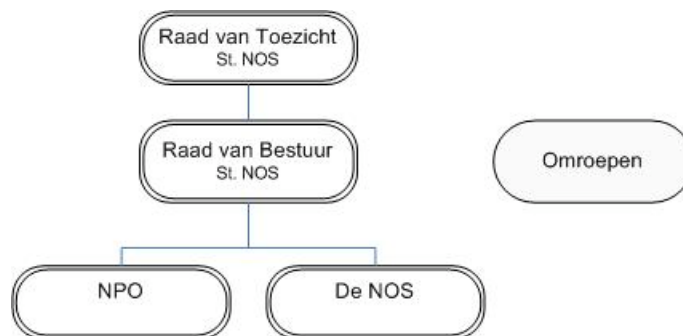 Raad van Toezicht
St. NOS
Raad van Bestuur
St. NOS
Omroepen
NPO
De NOS